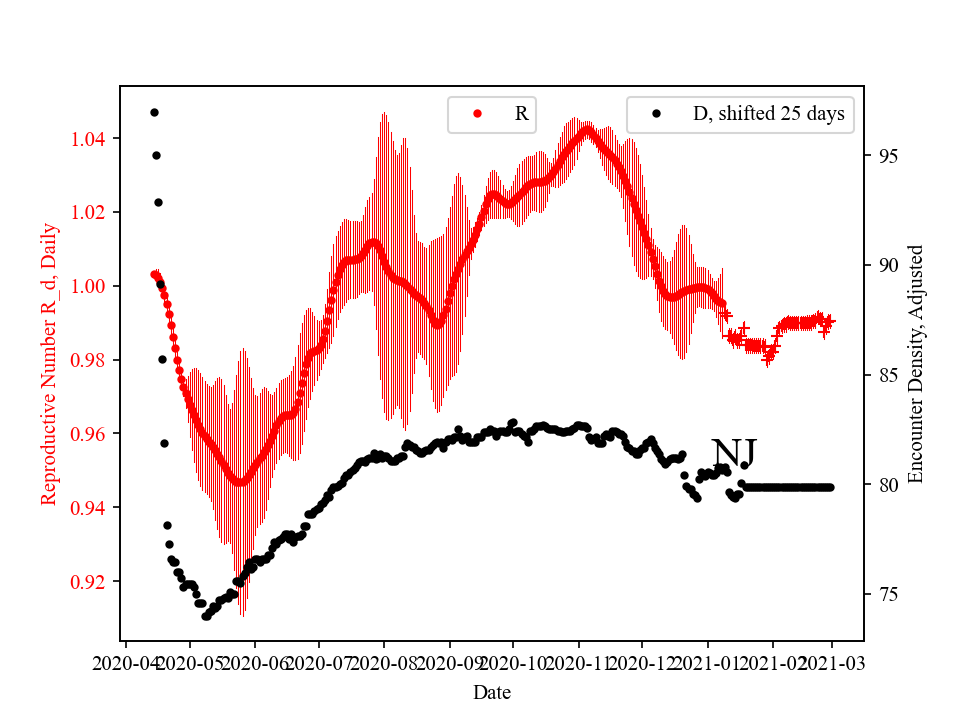 R
D, shifted 25 days
1.04
1.02
1.00
0.98
0.96
0.94
0.92
Reproductive Number R_d, Daily
95
90
85
80
75
Encounter Density, Adjusted
NJ
2020-04 2020-05 2020-06 2020-07 2020-08 2020-09 2020-10 2020-11 2020-12 2021-01 2021-02 2021-03
Date